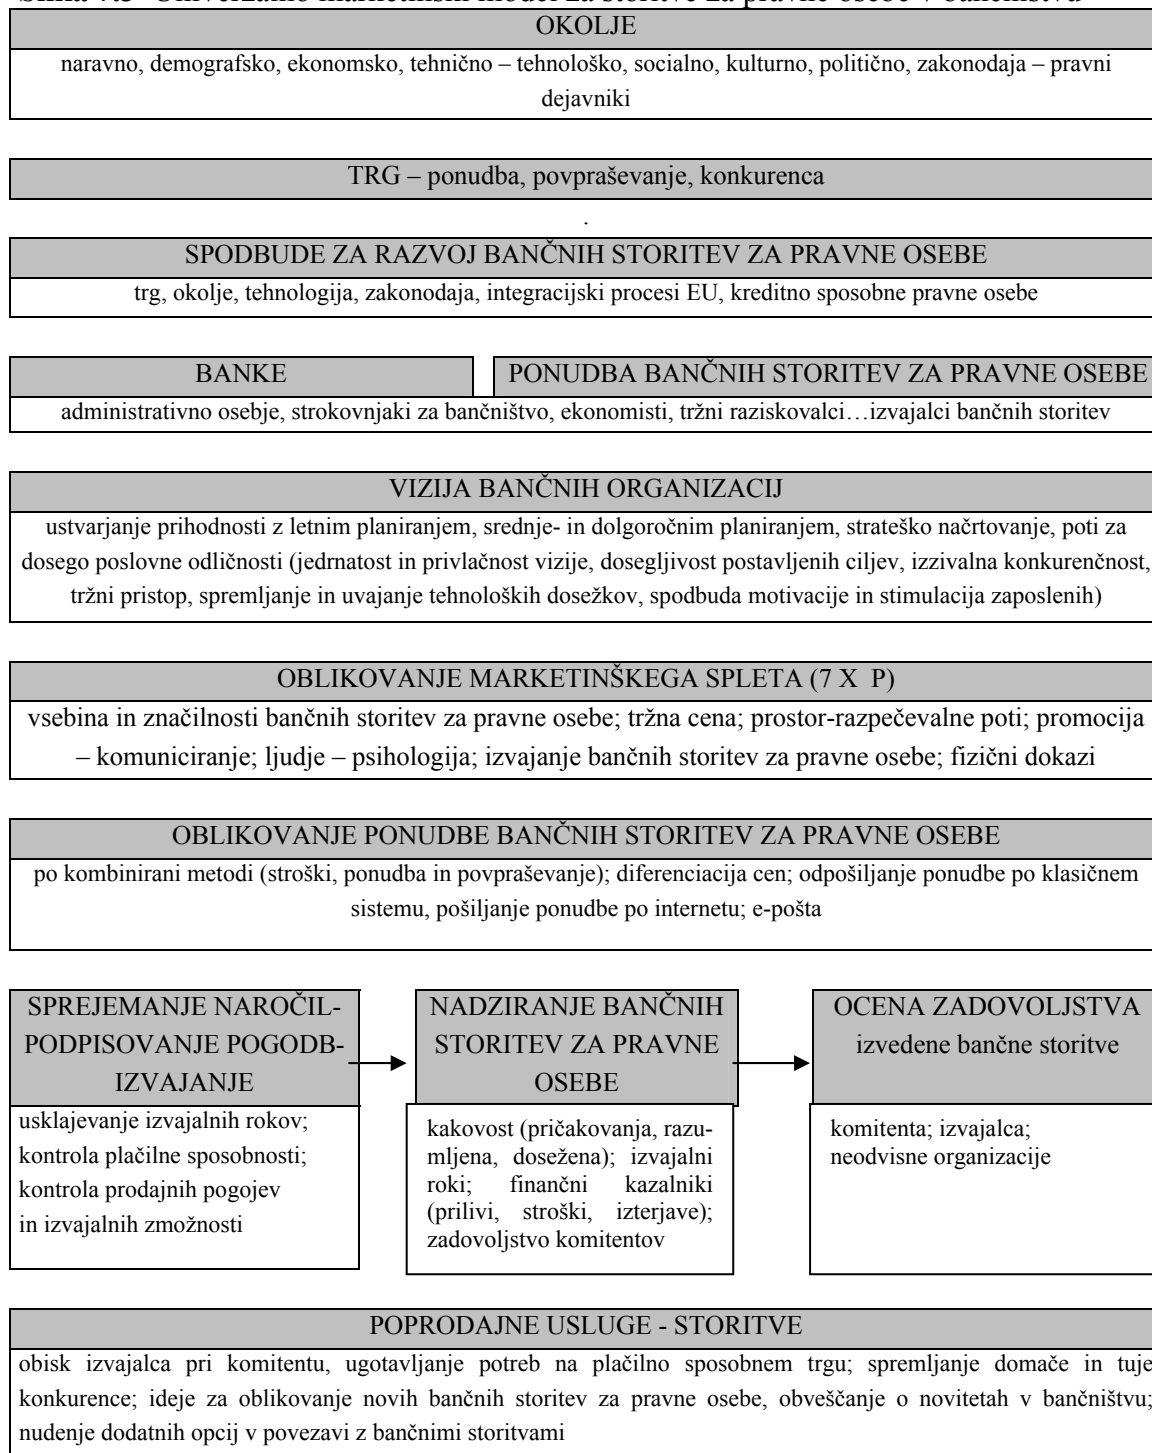 OKOLJE
naravno, demografsko, ekonomsko, tehnično – tehnološko, socialno, kulturno, politično, zakonodaja – pravni
dejavniki
TRG – ponudba, povpraševanje, konkurenca
.
SPODBUDE ZA RAZVOJ BANČNIH STORITEV ZA PRAVNE OSEBE
trg, okolje, tehnologija, zakonodaja, integracijski procesi EU, kreditno sposobne pravne osebe
BANKE
PONUDBA BANČNIH STORITEV ZA PRAVNE OSEBE
administrativno osebje, strokovnjaki za bančništvo, ekonomisti, tržni raziskovalci…izvajalci bančnih storitev
VIZIJA BANČNIH ORGANIZACIJ
ustvarjanje prihodnosti z letnim planiranjem, srednje- in dolgoročnim planiranjem, strateško načrtovanje, poti za
dosego poslovne odličnosti (jedrnatost in privlačnost vizije, dosegljivost postavljenih ciljev, izzivalna konkurenčnost,
tržni pristop, spremljanje in uvajanje tehnoloških dosežkov, spodbuda motivacije in stimulacija zaposlenih)
OBLIKOVANJE MARKETINŠKEGA SPLETA (7 X P)
vsebina in značilnosti bančnih storitev za pravne osebe; tržna cena; prostor-razpečevalne poti; promocija
– komuniciranje; ljudje – psihologija; izvajanje bančnih storitev za pravne osebe; fizični dokazi
OBLIKOVANJE PONUDBE BANČNIH STORITEV ZA PRAVNE OSEBE
po kombinirani metodi (stroški, ponudba in povpraševanje); diferenciacija cen; odpošiljanje ponudbe po klasičnem
sistemu, pošiljanje ponudbe po internetu; e-pošta
SPREJEMANJE NAROČIL-
PODPISOVANJE POGODB-
IZVAJANJE
usklajevanje izvajalnih rokov;
kontrola plačilne sposobnosti;
kontrola prodajnih pogojev
in izvajalnih zmožnosti
NADZIRANJE BANČNIH
STORITEV ZA PRAVNE
OSEBE
kakovost (pričakovanja, razu-
mljena, dosežena); izvajalni
roki; finančni kazalniki
(prilivi, stroški, izterjave);
zadovoljstvo komitentov
OCENA ZADOVOLJSTVA
izvedene bančne storitve
komitenta; izvajalca;
neodvisne organizacije
POPRODAJNE USLUGE - STORITVE
obisk izvajalca pri komitentu, ugotavljanje potreb na plačilno sposobnem trgu; spremljanje domače in tuje
konkurence; ideje za oblikovanje novih bančnih storitev za pravne osebe, obveščanje o novitetah v bančništvu;
nudenje dodatnih opcij v povezavi z bančnimi storitvami